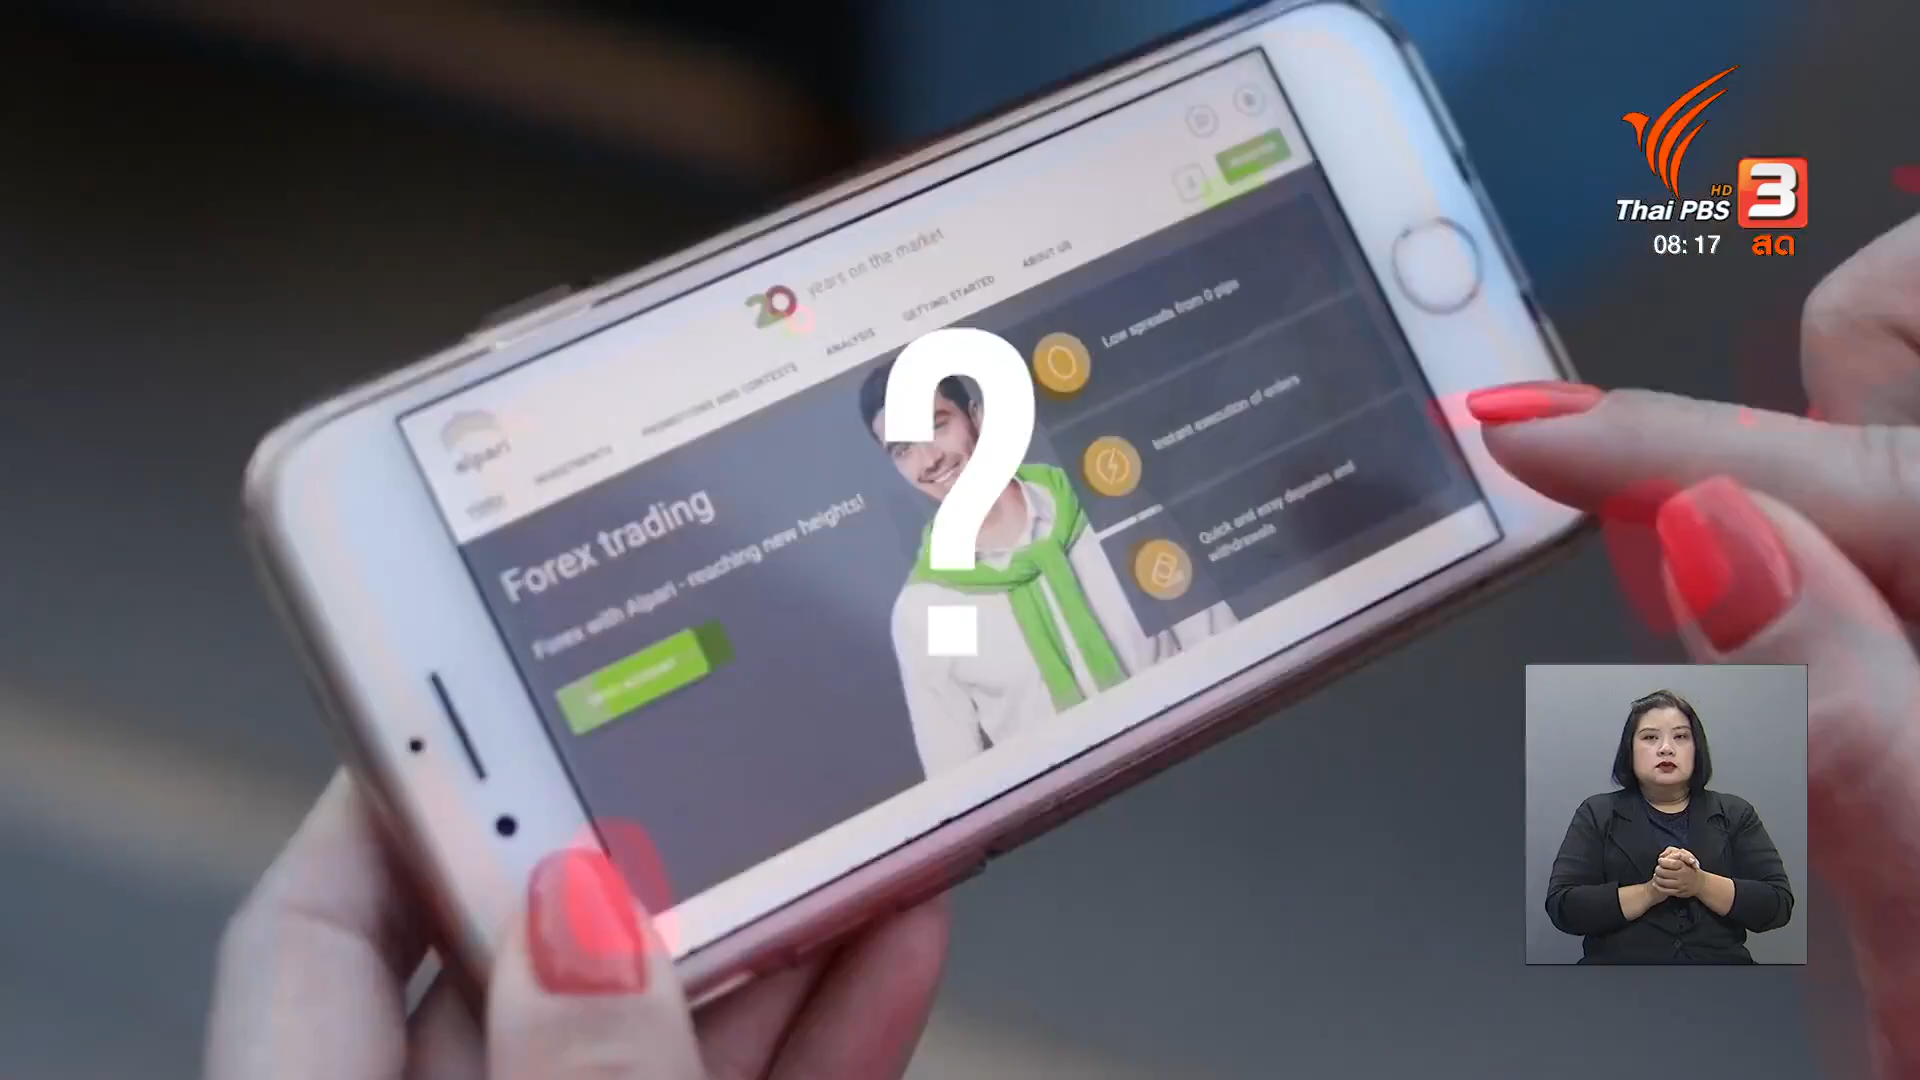 Thai PBS HD 3
08:17 สด
20 years on the market
alpari
INVESTMENTS
PROMOTIONS AND CONTESTS
ANALYSIS
GETTING STARTED
ABOUT US
Forex trading
Forex with Alpari - reaching new heights!
Low spreads from 0 pips
Instant execution of orders
Quick and easy deposits and
withdrawals
?